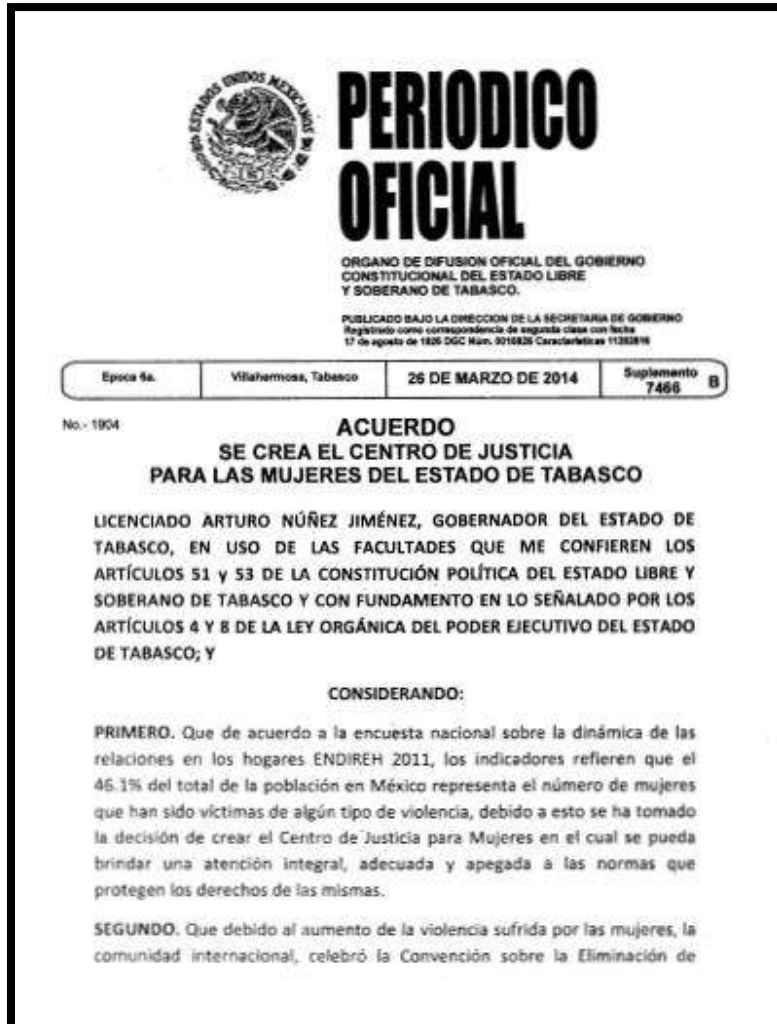 ESTADOS UNIDOS MEXICANOS
PERIODICO
OFICIAL
ORGANO DE DIFUSION OFICIAL DEL GOBIERNO
CONSTITUCIONAL DEL ESTADO LIBRE
Y SOBERANO DE TABASCO.
PUBLICADO BAJO LA DIRECCION DE LA SECRETARIA DE GOBIERNO
Registrado como correspondencia de segunda clase con fecha
17 de agosto de 1926 DGC Núm. 0010826 Características 11282816
Epoca 6a. Villahermosa, Tabasco 26 DE MARZO DE 2014 Suplemento 7466 B
No.- 1904
ACUERDO
SE CREA EL CENTRO DE JUSTICIA
PARA LAS MUJERES DEL ESTADO DE TABASCO
LICENCIADO ARTURO NÚÑEZ JIMÉNEZ, GOBERNADOR DEL ESTADO DE
TABASCO, EN USO DE LAS FACULTADES QUE ME CONFIEREN LOS
ARTÍCULOS 51 y 53 DE LA CONSTITUCIÓN POLÍTICA DEL ESTADO LIBRE Y
SOBERANO DE TABASCO Y CON FUNDAMENTO EN LO SEÑALADO POR LOS
ARTÍCULOS 4 Y 8 DE LA LEY ORGÁNICA DEL PODER EJECUTIVO DEL ESTADO
DE TABASCO; Y
CONSIDERANDO:
PRIMERO. Que de acuerdo a la encuesta nacional sobre la dinámica de las
relaciones en los hogares ENDIREH 2011, los indicadores refieren que el
46.1% del total de la población en México representa el número de mujeres
que han sido víctimas de algún tipo de violencia, debido a esto se ha tomado
la decisión de crear el Centro de Justicia para Mujeres en el cual se pueda
brindar una atención integral, adecuada y apegada a las normas que
protegen los derechos de las mismas.
SEGUNDO. Que debido al aumento de la violencia sufrida por las mujeres, la
comunidad internacional, celebró la Convención sobre la Eliminación de